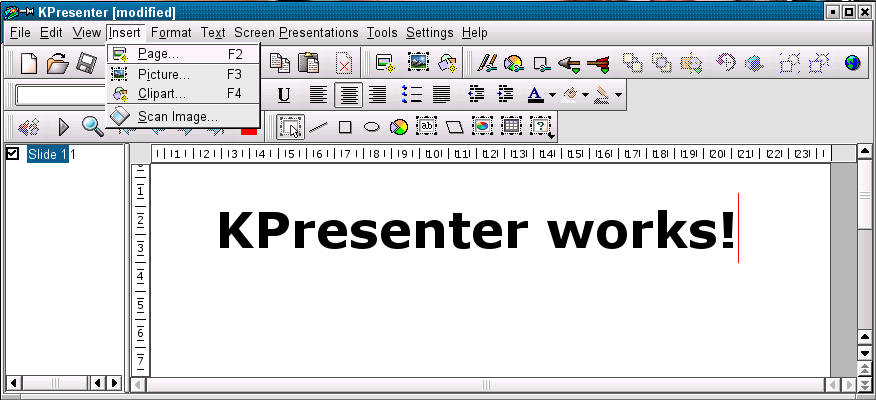 KPresenter [modified]
File Edit View Insert Format Text Screen Presentations Tools Settings Help
Page... F2
Picture... F3
Clipart... F4
Scan Image...
U A
ab ?
Slide 1 1
1 2 3 4 5 6 7 8 9 10 11 12 13 14 15 16 17 18 19 20 21 22 23
1
2
3
4
5
6
7
KPresenter works!